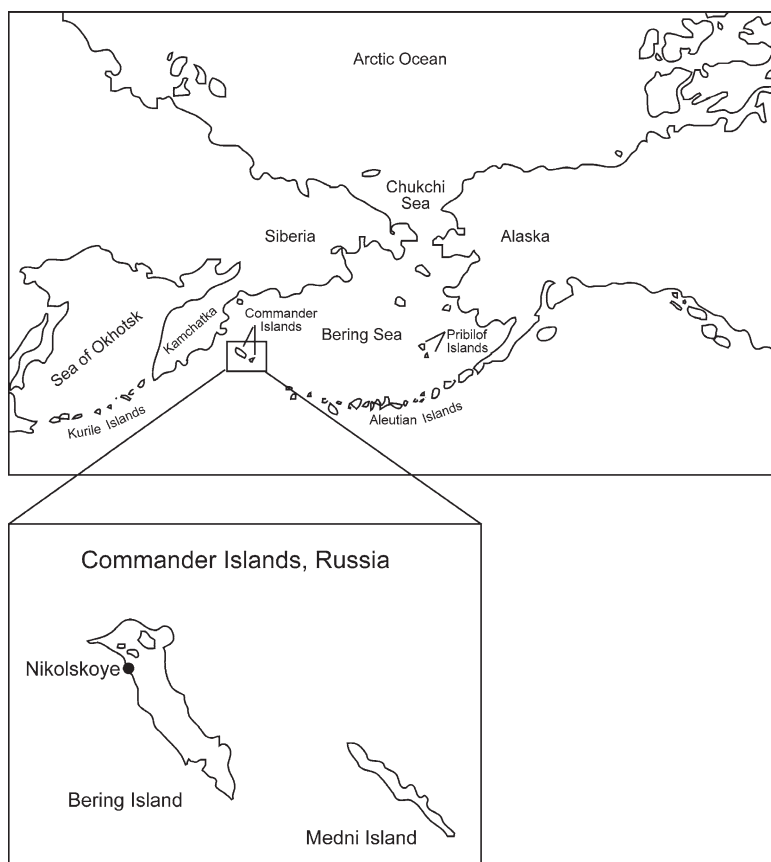 Arctic Ocean
Chukchi
Sea
Siberia
Alaska
Sea of Okhotsk
Kamchatka
Commander
Islands
Bering Sea
Pribilof
Islands
Kurile Islands
Aleutian Islands
Commander Islands, Russia
Nikolskoye
Bering Island
Medni Island